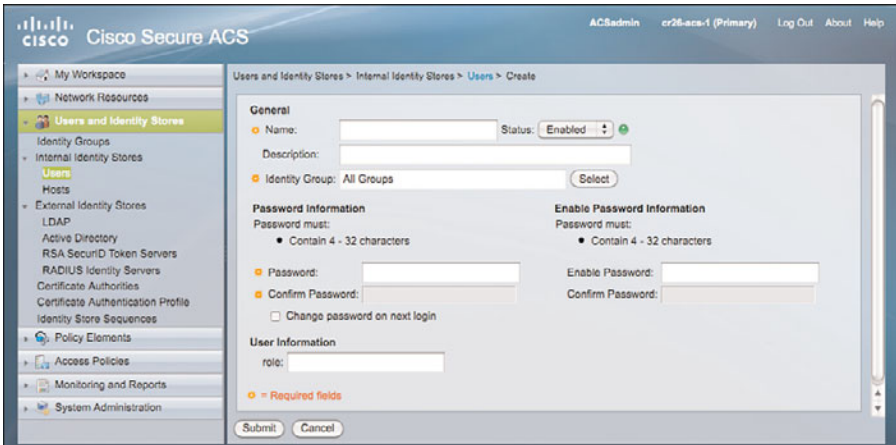 CISCO Cisco Secure ACS
ACSadmin cr26-acs-1 (Primary) Log Out About Help
My Workspace
Network Resources
Users and Identity Stores
Identity Groups
Internal Identity Stores
Users
Hosts
External Identity Stores
LDAP
Active Directory
RSA SecurID Token Servers
RADIUS Identity Servers
Certificate Authorities
Certificate Authentication Profile
Identity Store Sequences
Policy Elements
Access Policies
Monitoring and Reports
System Administration
Users and Identity Stores > Internal Identity Stores > Users > Create
General
Name: Status: Enabled
Description:
Identity Group: All Groups Select
Password Information
Password must:
• Contain 4 - 32 characters
Password:
Confirm Password:
Change password on next login
Enable Password Information
Password must:
• Contain 4 - 32 characters
Enable Password:
Confirm Password:
User Information
role:
= Required fields
Submit Cancel